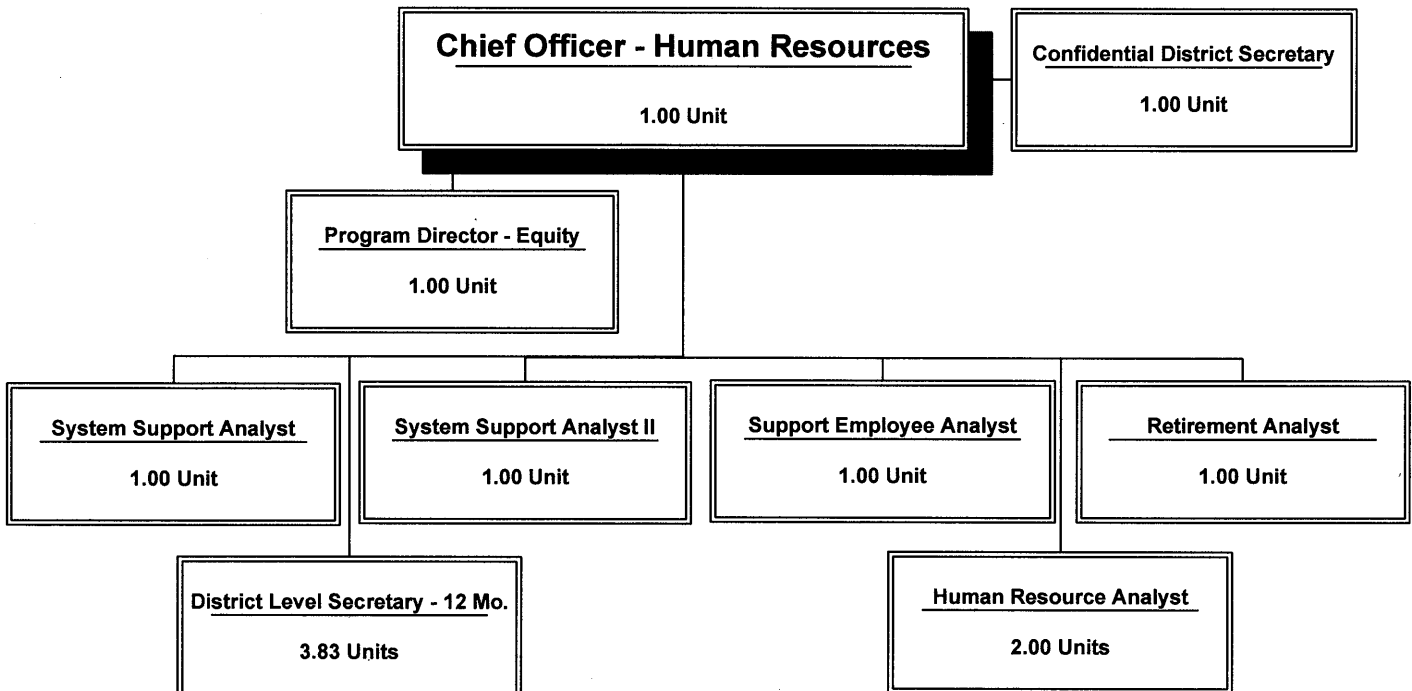 Chief Officer - Human Resources
1.00 Unit
Confidential District Secretary
1.00 Unit
Program Director - Equity
1.00 Unit
System Support Analyst
1.00 Unit
System Support Analyst II
1.00 Unit
Support Employee Analyst
1.00 Unit
Retirement Analyst
1.00 Unit
District Level Secretary - 12 Mo.
3.83 Units
Human Resource Analyst
2.00 Units